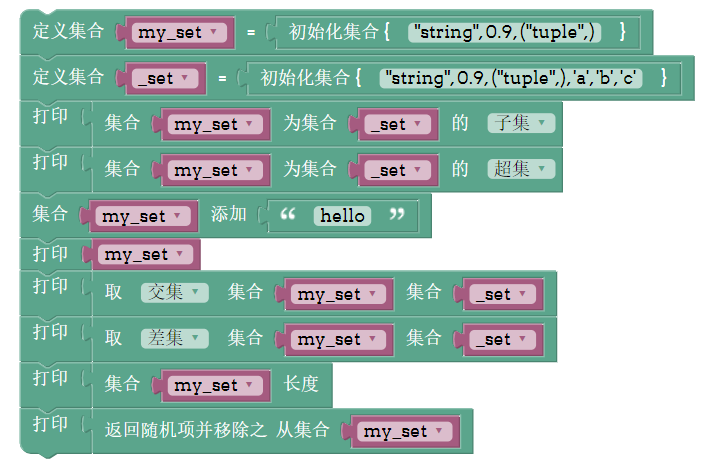 定义集合 my_set = 初始化集合{ "string",0.9,("tuple",) }
定义集合 _set = 初始化集合{ "string",0.9,("tuple",),'a','b','c' }
打印 集合 my_set 为集合 _set 的 子集
打印 集合 my_set 为集合 _set 的 超集
集合 my_set 添加 “ hello ”
打印 my_set
打印 取 交集 集合 my_set 集合 _set
打印 取 差集 集合 my_set 集合 _set
打印 集合 my_set 长度
打印 返回随机项并移除之 从集合 my_set